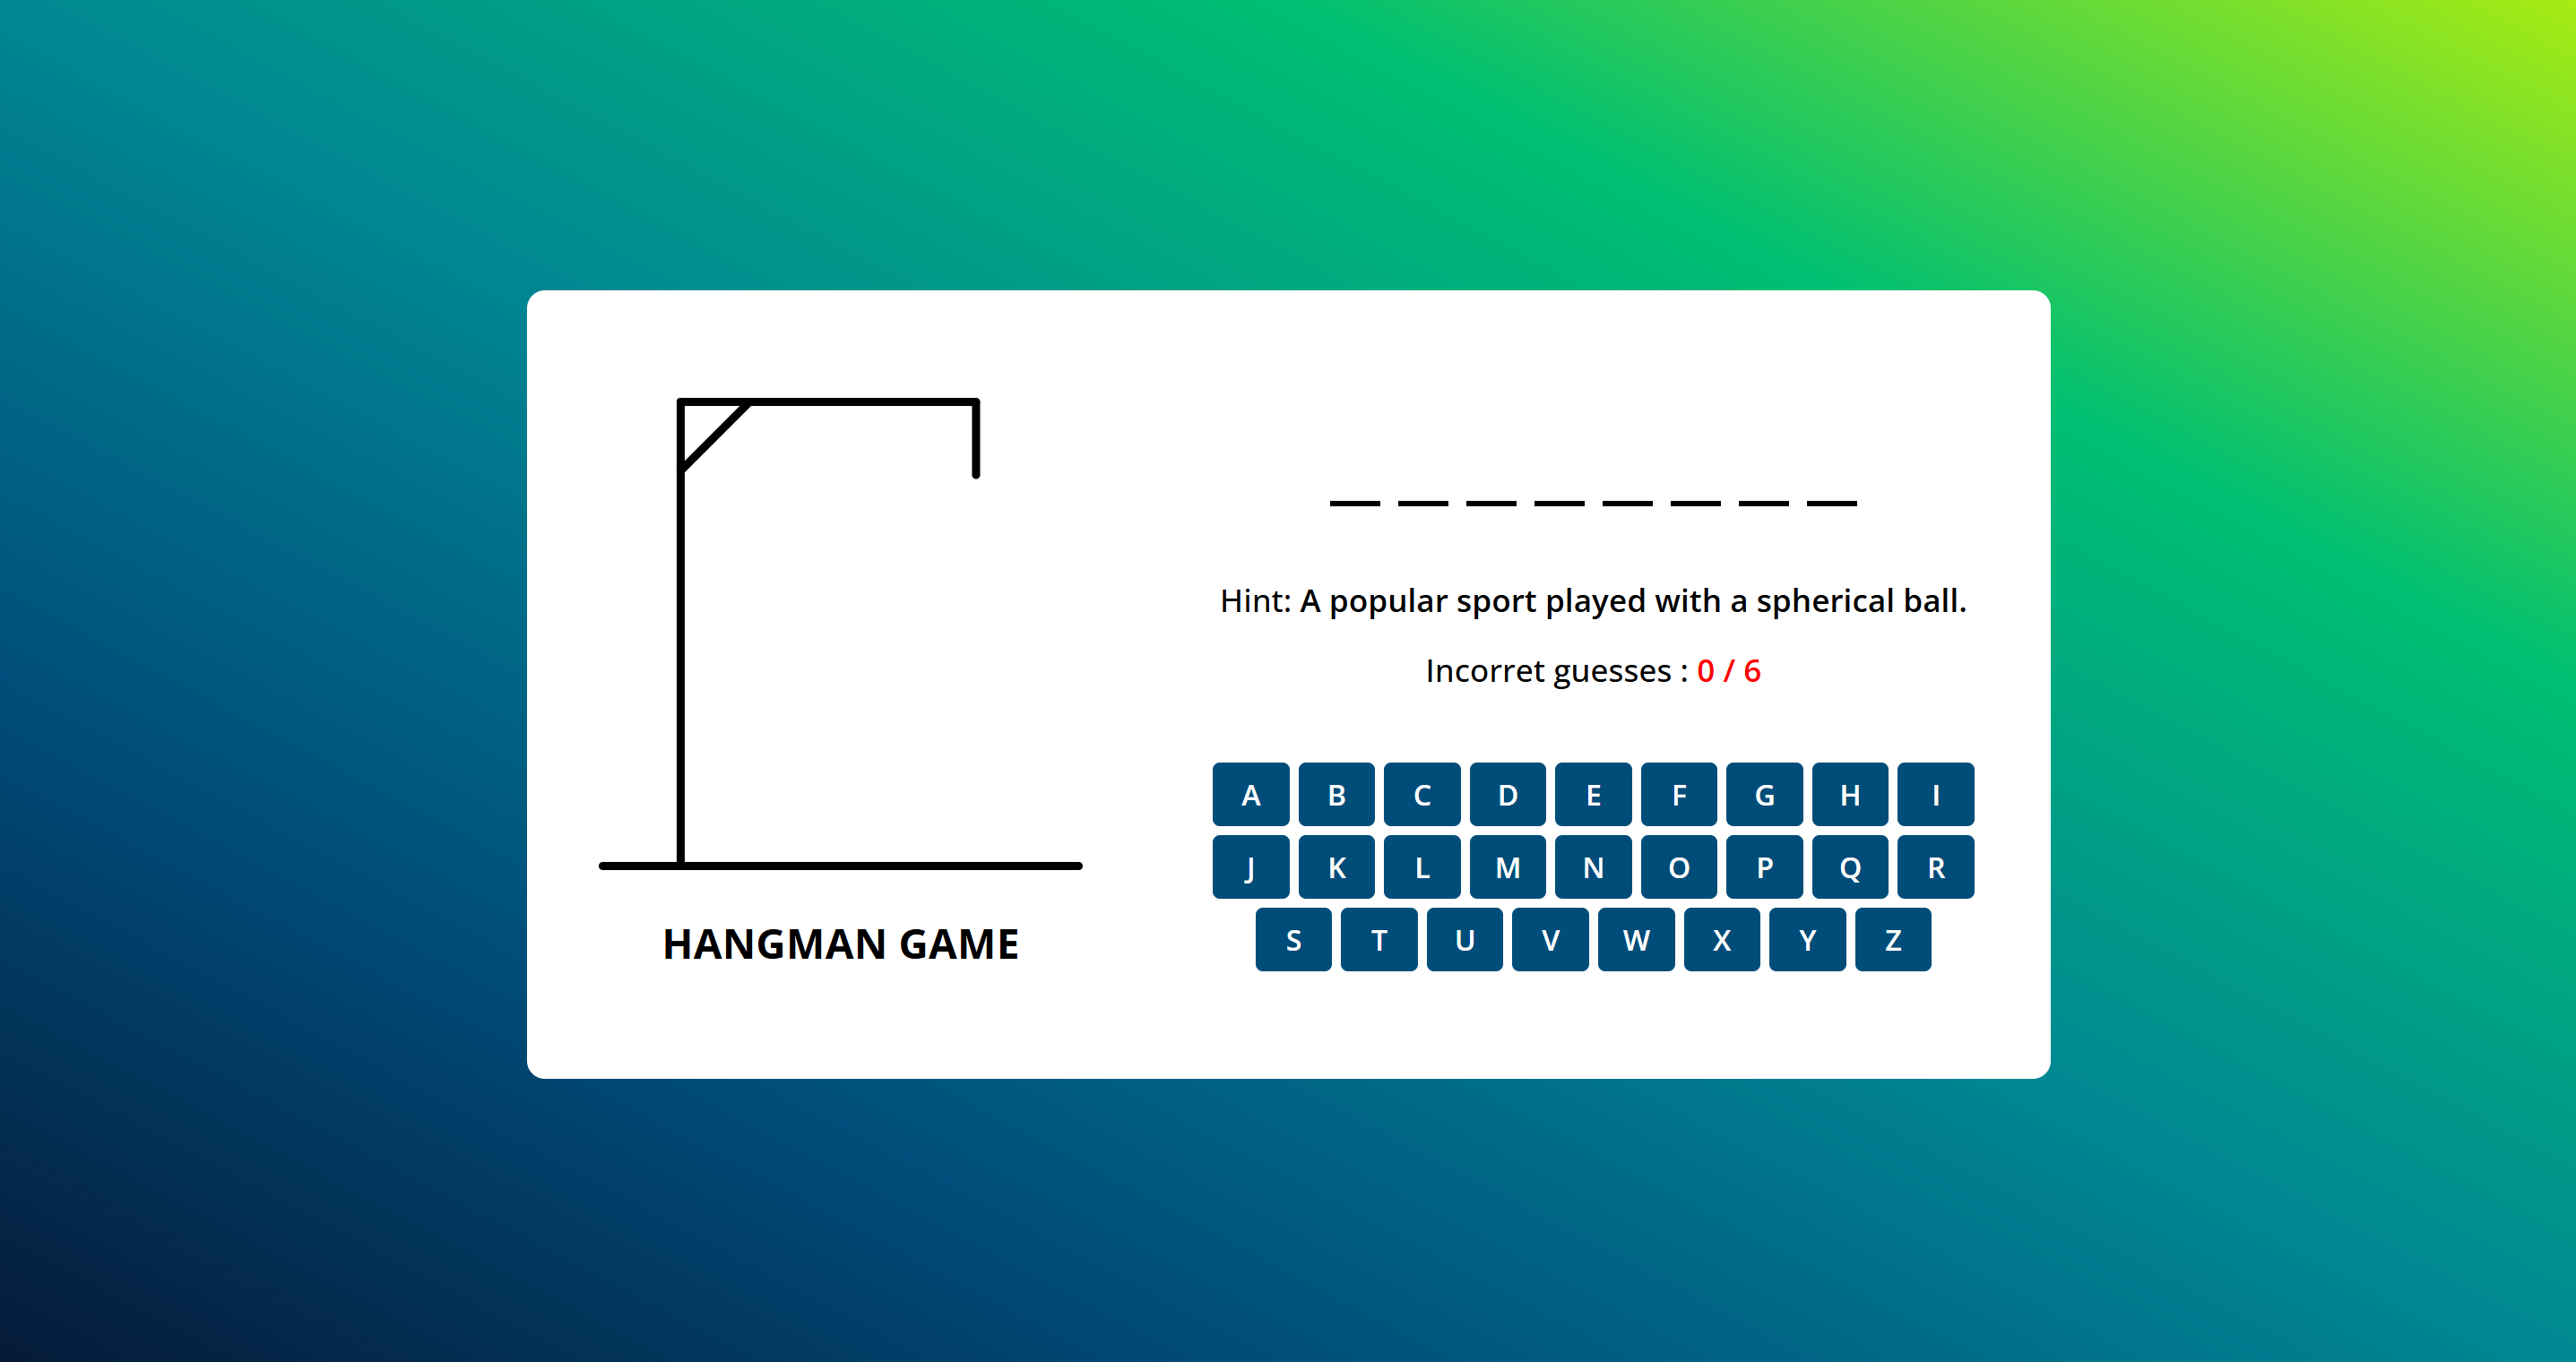 Hint: A popular sport played with a spherical ball.
Incorret guesses : 0 / 6
A B C D E F G H I
J K L M N O P Q R
S T U V W X Y Z
HANGMAN GAME